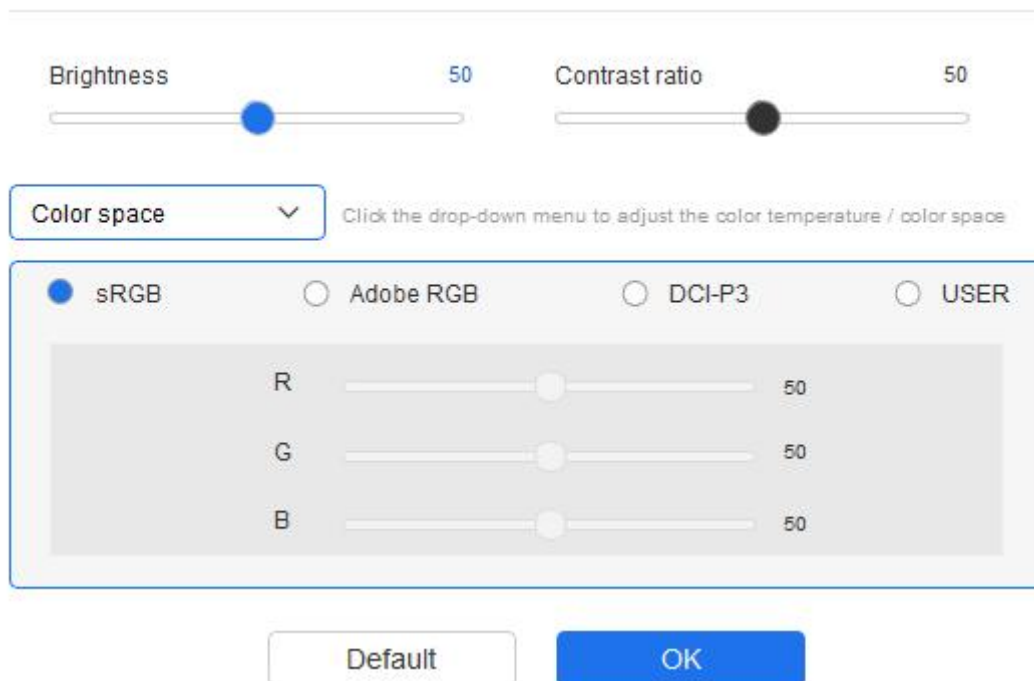 Brightness 50 Contrast ratio 50
Color space Click the drop-down menu to adjust the color temperature / color space
sRGB Adobe RGB DCI-P3 USER
R 50
G 50
B 50
Default OK